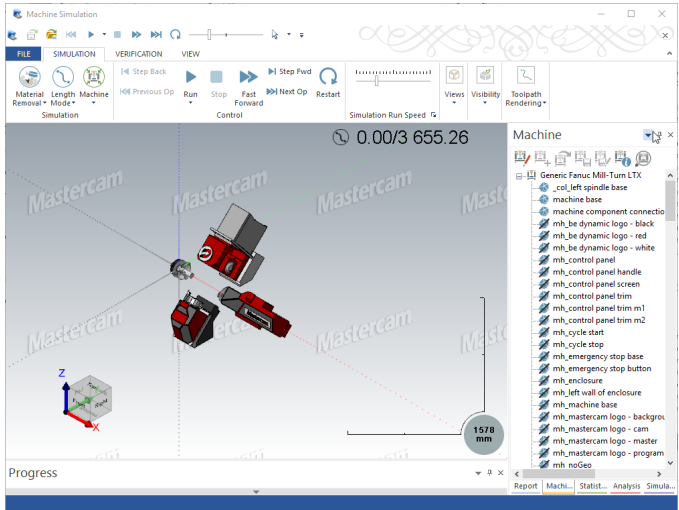 Machine Simulation
FILE SIMULATION VERIFICATION VIEW
Material Removal Length Mode Machine
Step Back Step Fwd
Previous Op Run Stop Fast Forward Next Op Restart
Views Visibility Toolpath Rendering
Simulation Control Simulation Run Speed
0.00/3 655.26
Machine
Generic Fanuc Mill-Turn LTX
_col_left spindle base
machine base
machine component connectio
mh_be dynamic logo - black
mh_be dynamic logo - red
mh_be dynamic logo - white
mh_control panel
mh_control panel handle
mh_control panel screen
mh_control panel trim
mh_control panel trim m1
mh_control panel trim m2
mh_cycle start
mh_cycle stop
mh_emergency stop base
mh_emergency stop button
mh_enclosure
mh_left wall of enclosure
mh_machine base
mh_mastercam logo - backgrou
mh_mastercam logo - cam
mh_mastercam logo - master
mh_mastercam logo - program
mh_noGeo
Mastercam Mastercam Mast
Mastercam Mast
Z
X
Right
1578
mm
Progress
Report Machi... Statist... Analysis Simula...